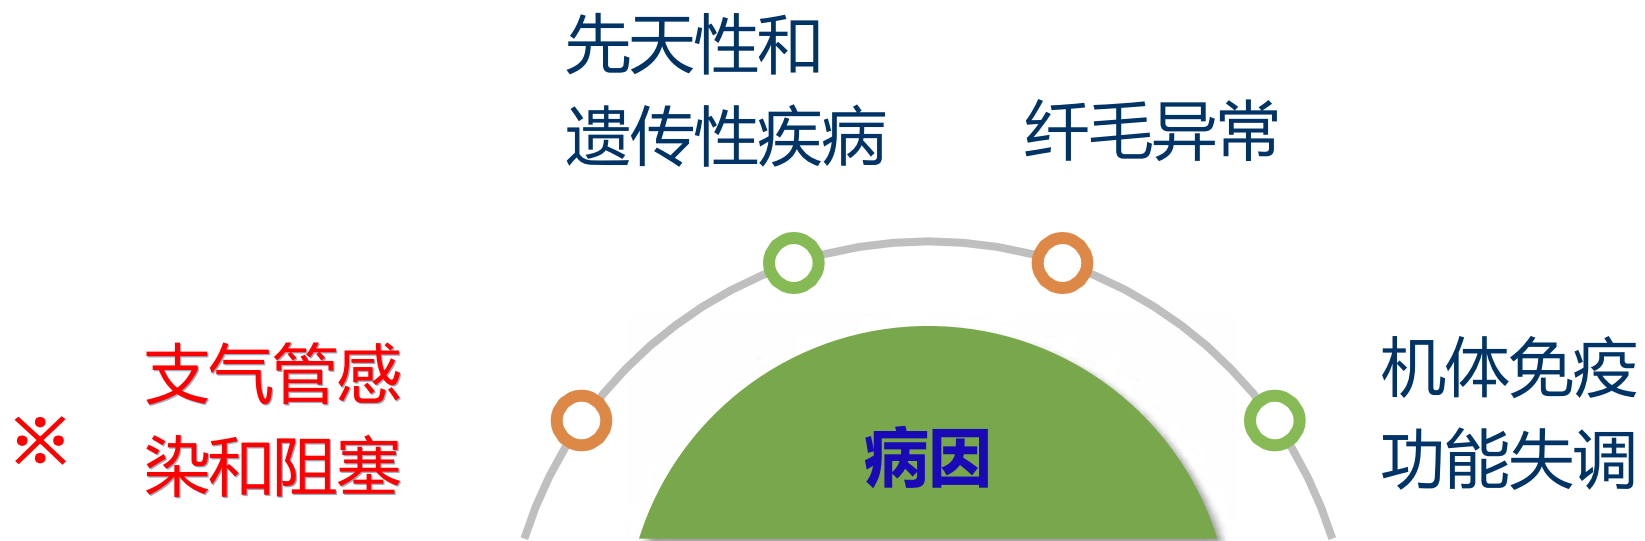 先天性和
遗传性疾病
纤毛异常
支气管感
※ 染和阻塞
病因
机体免疫
功能失调